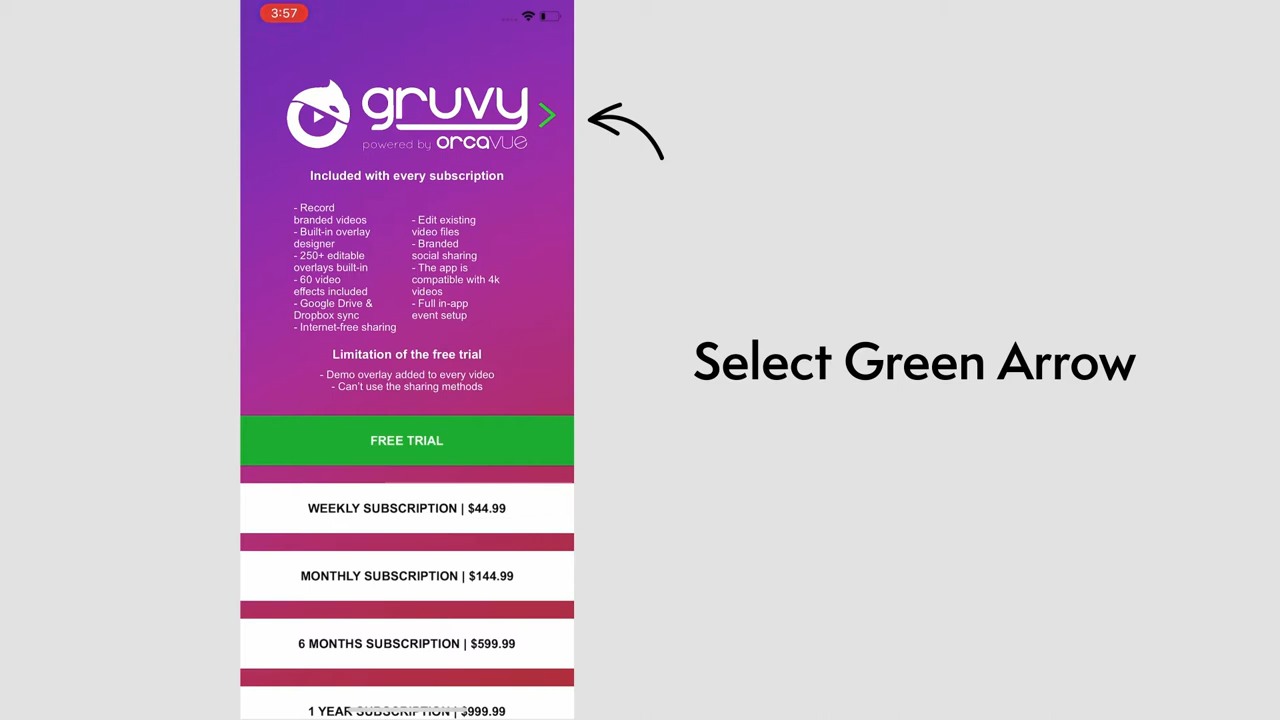 3:57
gruvy
powered by orcavue
Included with every subscription
- Record
branded videos
- Built-in overlay
designer
- 250+ editable
overlays built-in
- 60 video
effects included
- Google Drive &
Dropbox sync
- Internet-free sharing
- Edit existing
video files
- Branded
social sharing
- The app is
compatible with 4k
videos
- Full in-app
event setup
Limitation of the free trial
- Demo overlay added to every video
- Can't use the sharing methods
FREE TRIAL
WEEKLY SUBSCRIPTION | $44.99
MONTHLY SUBSCRIPTION | $144.99
6 MONTHS SUBSCRIPTION | $599.99
1 YEAR SUBSCRIPTION | $999.99
Select Green Arrow